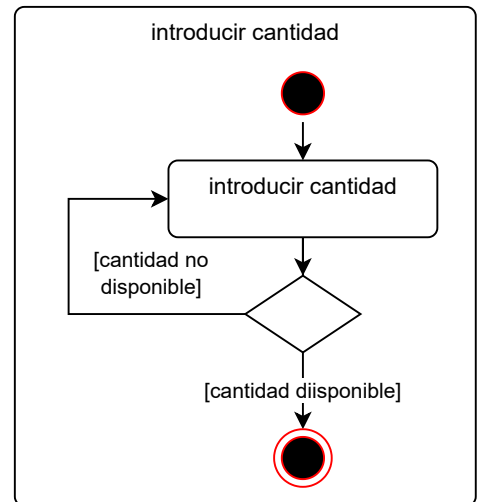 introducir cantidad
introducir cantidad
[cantidad no
disponible]
[cantidad diisponible]